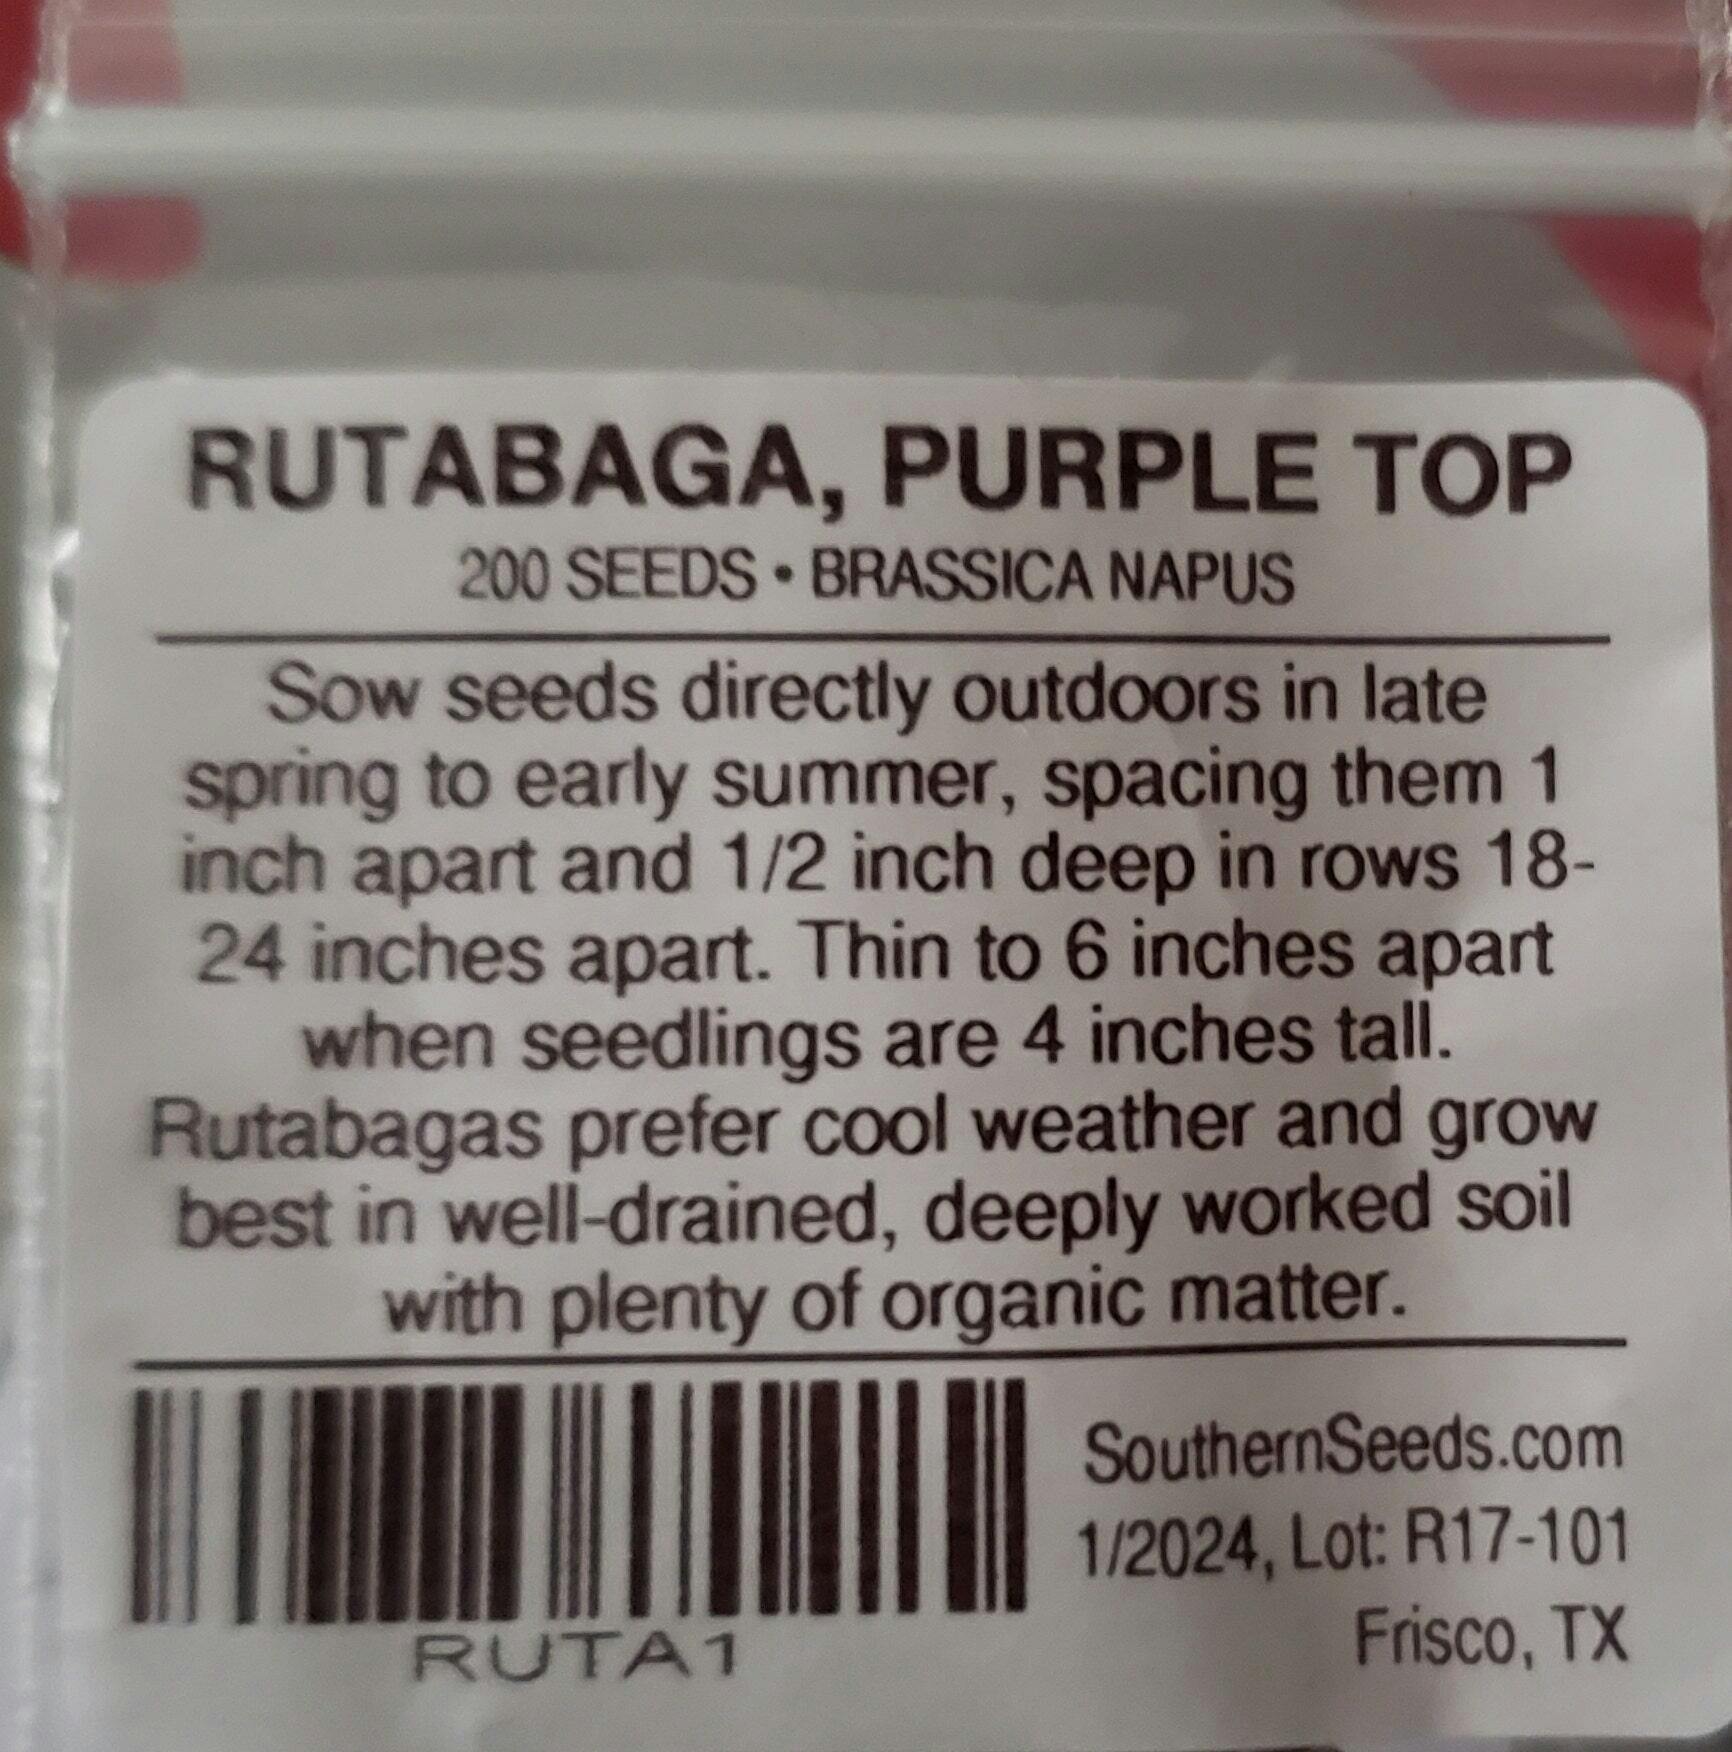 RUTABAGA, PURPLE TOP
200 SEEDS • BRASSICA NAPUS
Sow seeds directly outdoors in late
spring to early summer, spacing them 1
inch apart and 1/2 inch deep in rows 18-
24 inches apart. Thin to 6 inches apart
when seedlings are 4 inches tall.
Rutabagas prefer cool weather and grow
best in well-drained, deeply worked soil
with plenty of organic matter.
SouthernSeeds.com
1/2024, Lot: R17-101
Frisco, TX
RUTA1